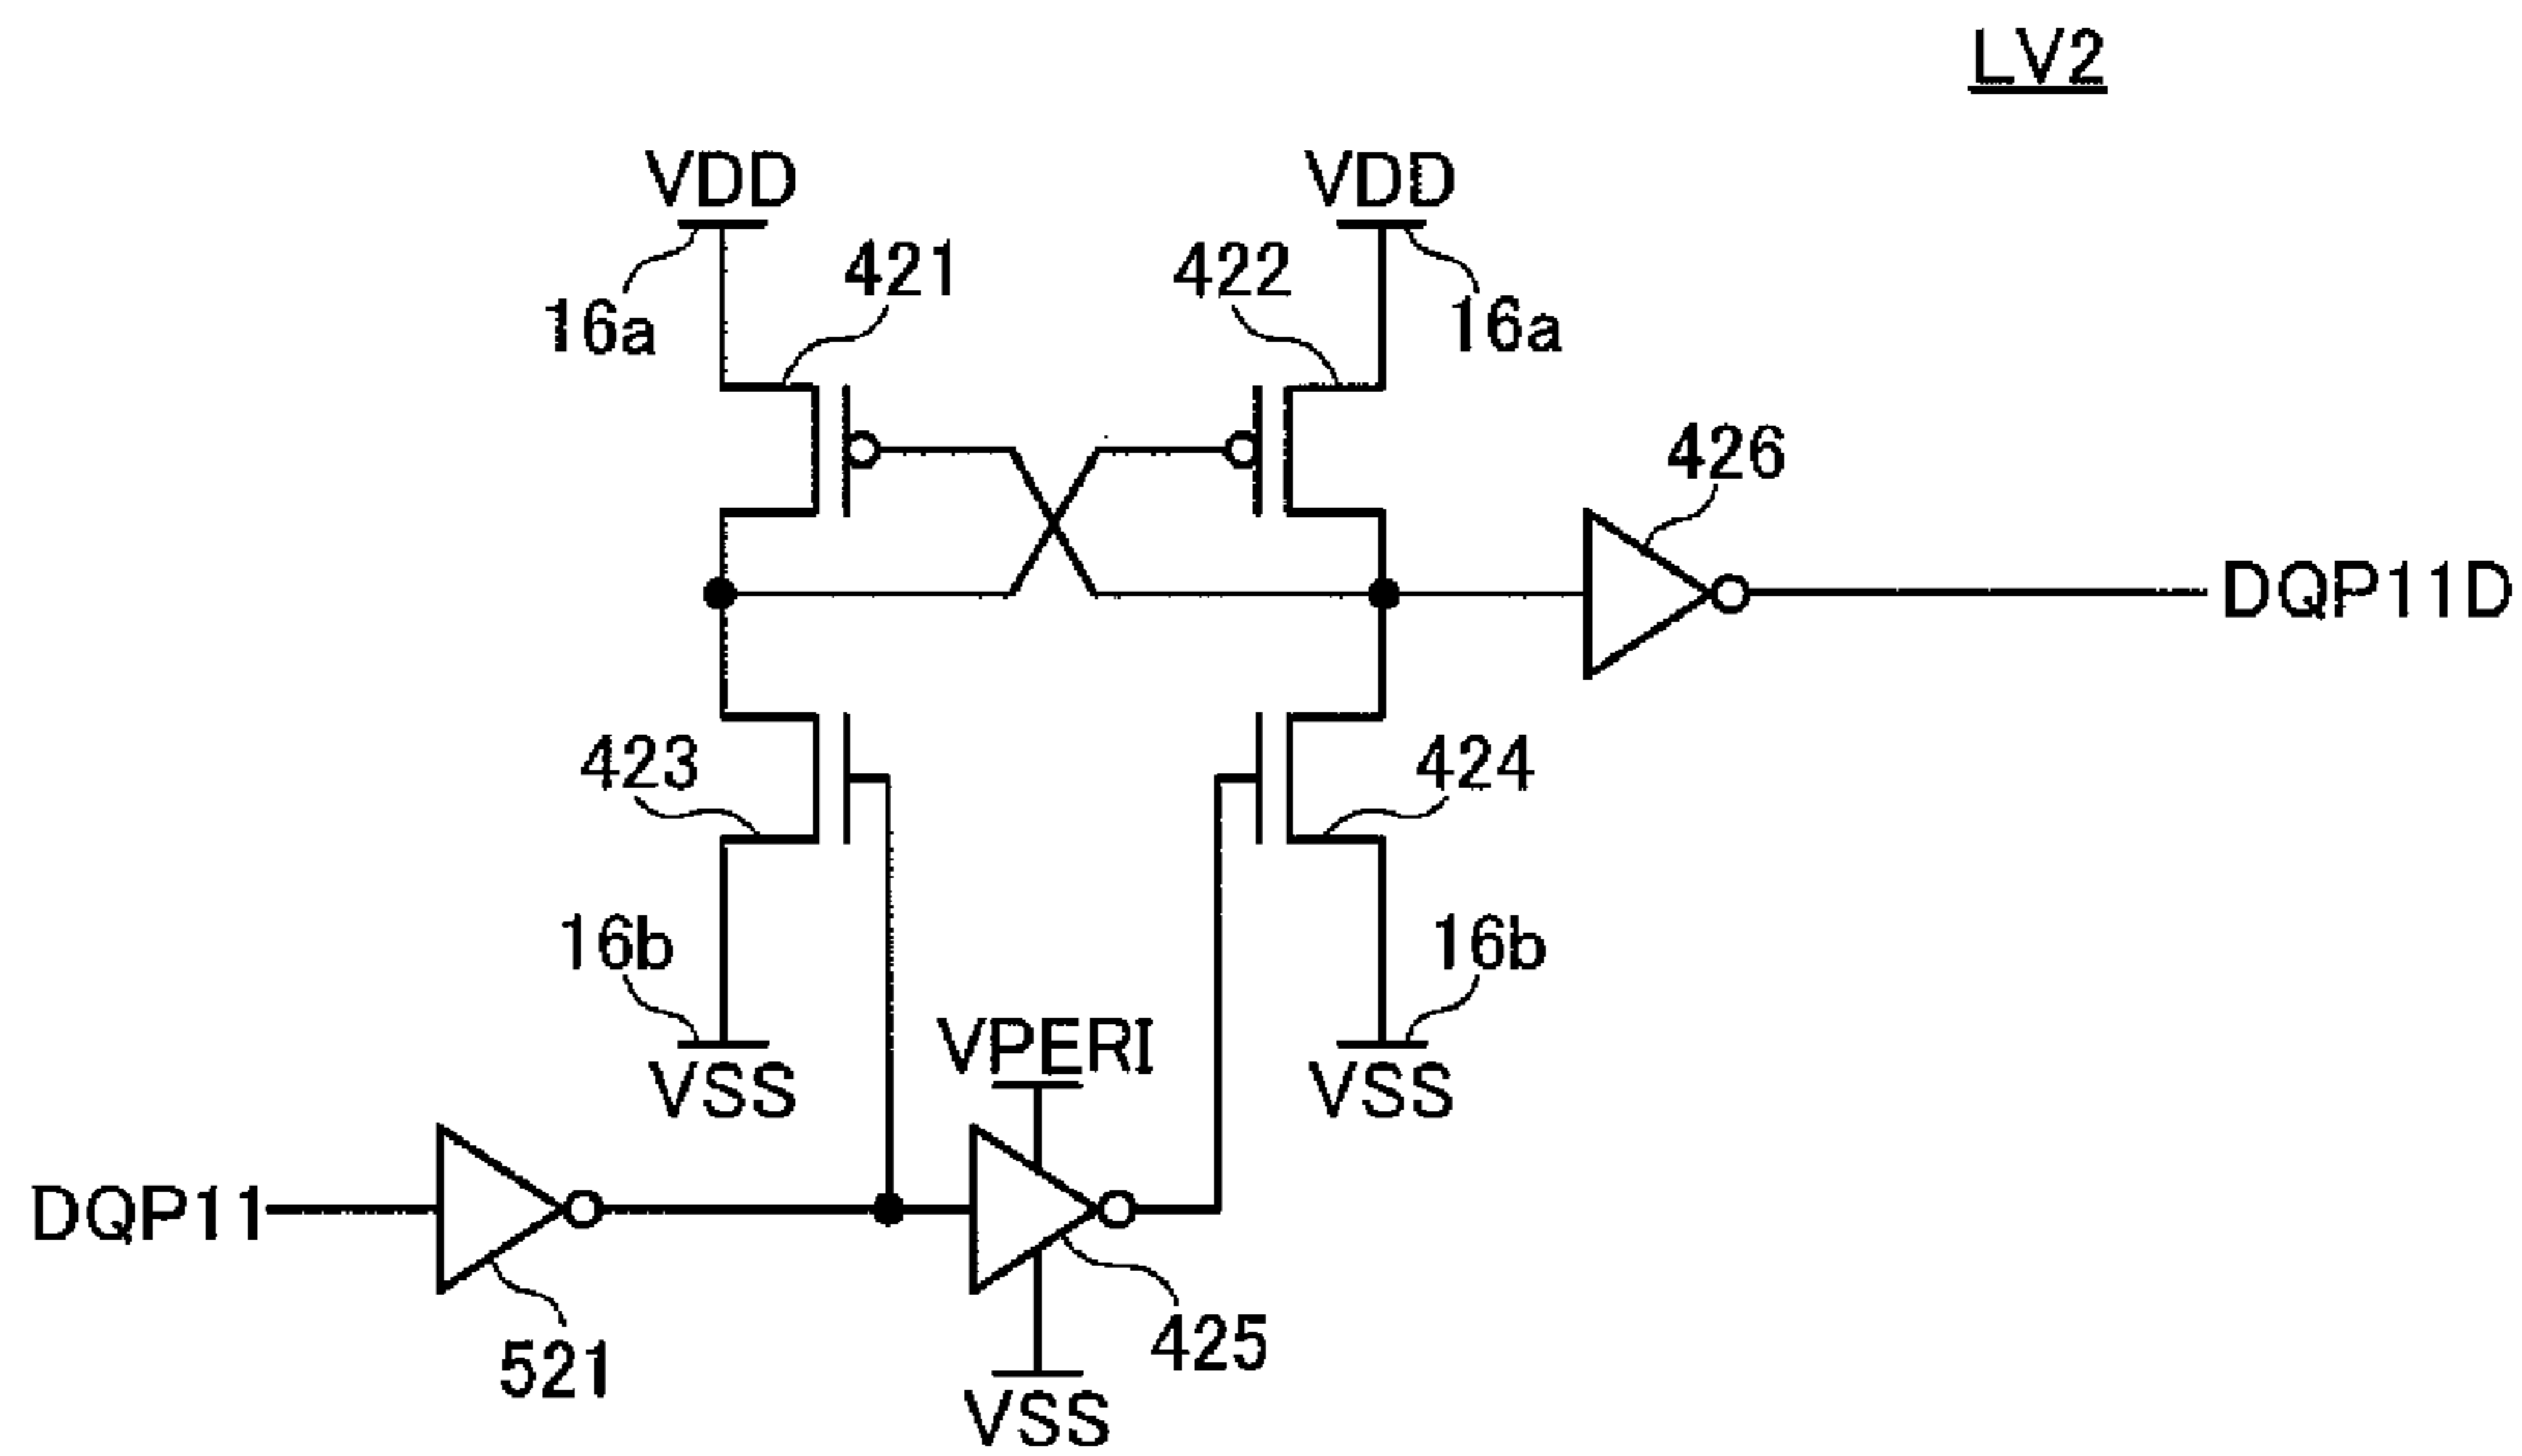 LV2
VDD
VDD
421
422
16a
16a
426
DQP11D
423
424
16b
16b
VPERI
VSS
VSS
DQP11
425
521
VSS